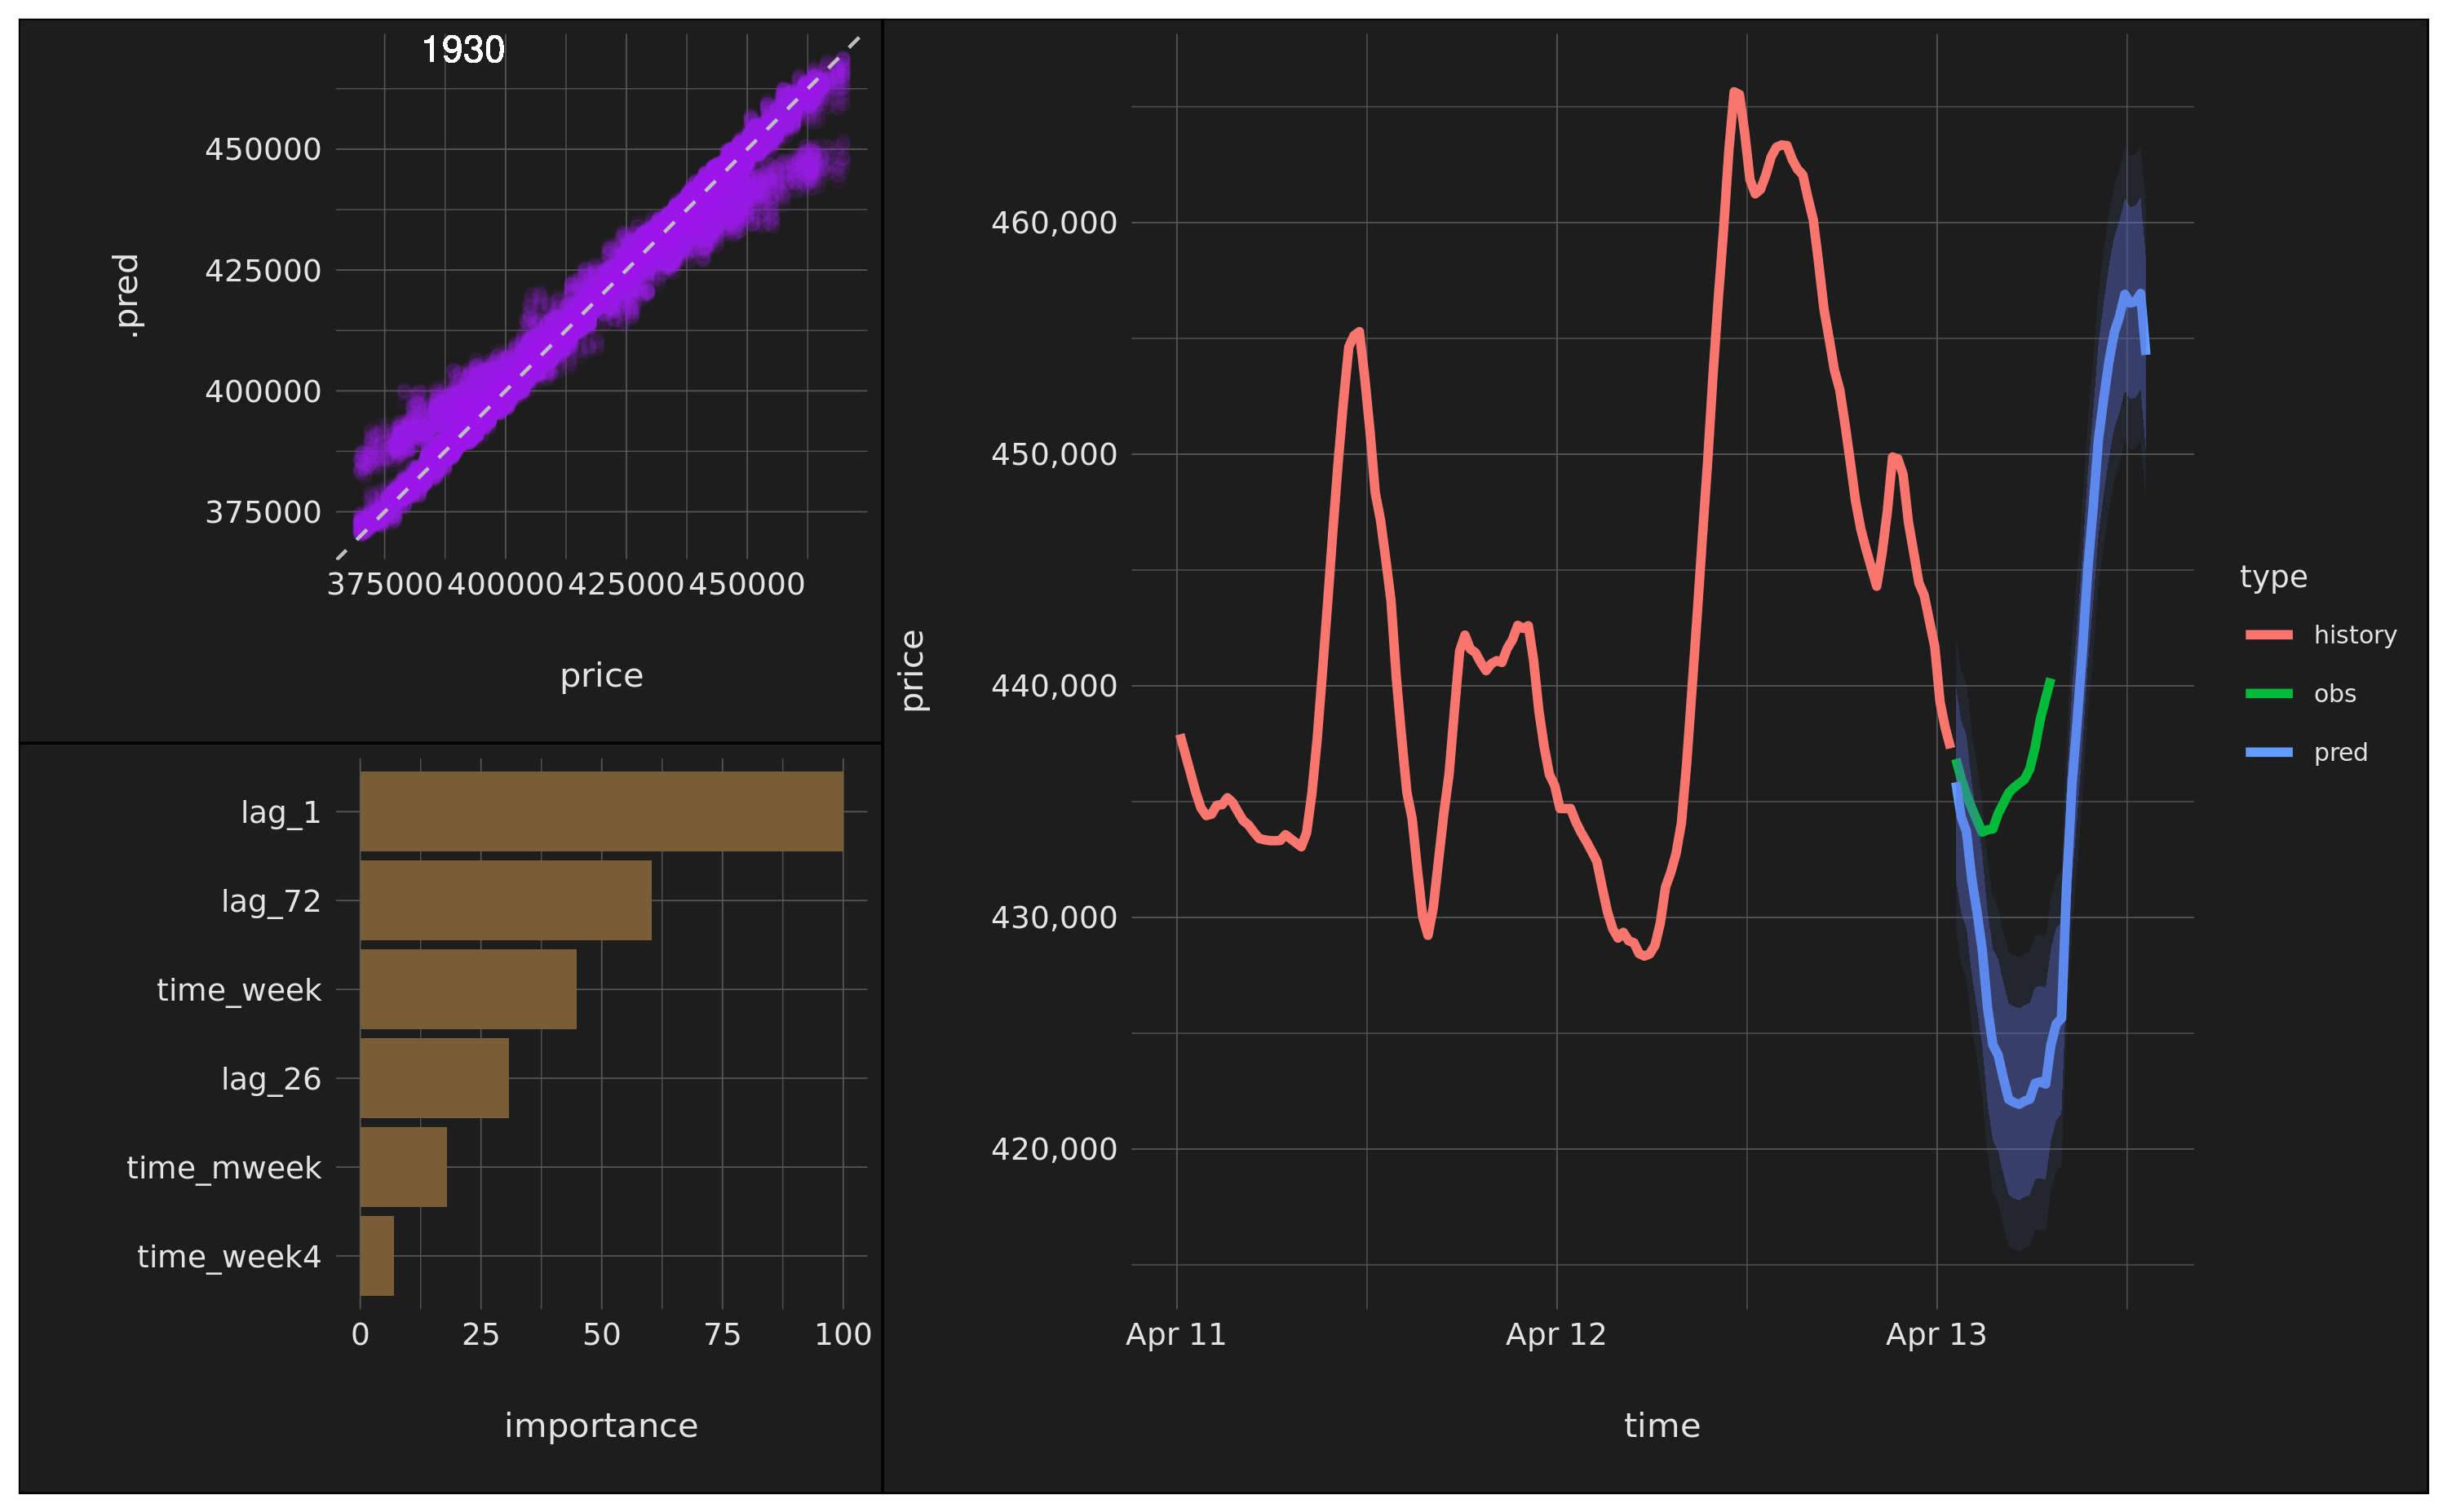 1930
.pred
450000
425000
400000
375000
375000 400000 425000 450000
price
lag_1
lag_72
time_week
lag_26
time_mweek
time_week4
0 25 50 75 100
importance
price
460,000
450,000
440,000
430,000
420,000
Apr 11 Apr 12 Apr 13
time
type
history
obs
pred